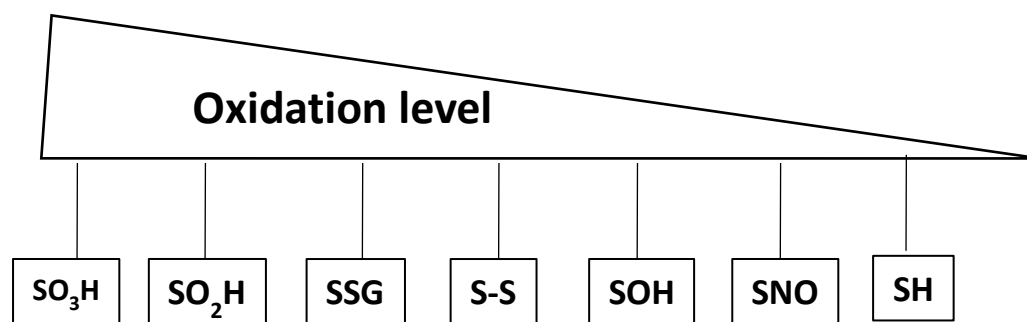 Oxidation level
SO₃H SO₂H SSG S-S SOH SNO SH